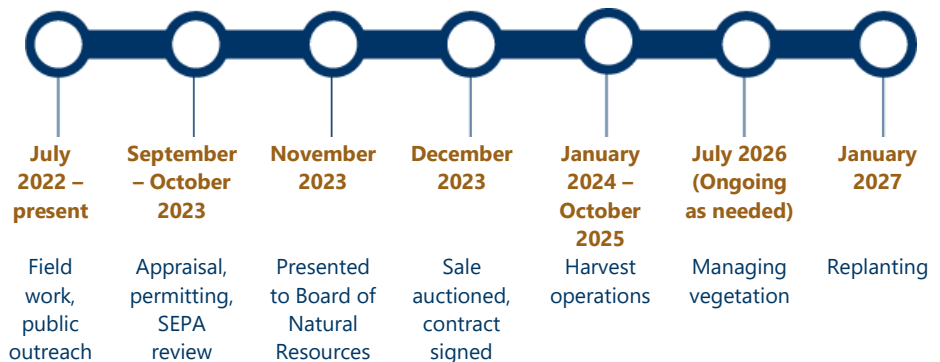 July
2022 –
present
Field
work,
public
outreach
September
– October
2023
Appraisal,
permitting,
SEPA
review
November
2023
Presented
to Board of
Natural
Resources
December
2023
Sale
auctioned,
contract
signed
January
2024 –
October
2025
Harvest
operations
July 2026
(Ongoing
as needed)
Managing
vegetation
January
2027
Replanting